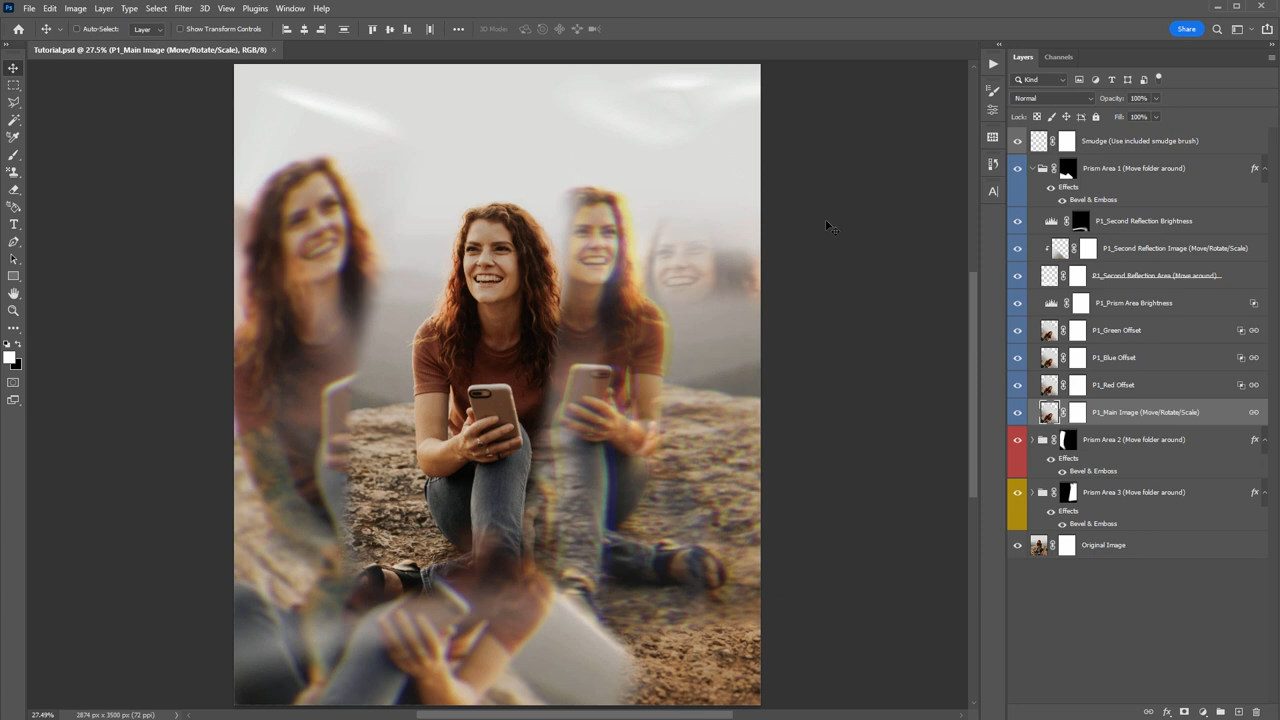 Ps File Edit Image Layer Type Select Filter 3D View Plugins Window Help
Auto-Select: Layer Show Transform Controls 3D Mode: Share
Tutorial.psd @ 27.5% (P1_Main Image (Move/Rotate/Scale), RGB/8) ×
Layers Channels
Kind
Normal Opacity: 100%
Lock: Fill: 100%
Smudge (Use included smudge brush)
Prism Area 1 (Move folder around) fx
Effects
Bevel & Emboss
P1_Second Reflection Brightness
P1_Second Reflection Image (Move/Rotate/Scale)
P1_Second Reflection Area (Move around)
P1_Prism Area Brightness
P1_Green Offset
P1_Blue Offset
P1_Red Offset
P1_Main Image (Move/Rotate/Scale)
Prism Area 2 (Move folder around) fx
Effects
Bevel & Emboss
Prism Area 3 (Move folder around) fx
Effects
Bevel & Emboss
Original Image
27.49% 2874 px x 3500 px (72 ppi)
fx